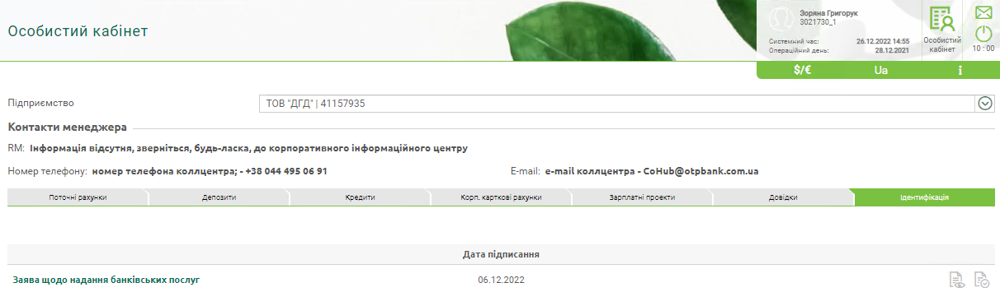 Особистий кабінет
Зоряна Григорук
3021730_1
Системний час: 26.12.2022 14:55
Операційний день: 28.12.2021
Особистий
кабінет
10 : 00
$/€ Ua i
Підприємство ТОВ "ДГД" | 41157935
Контакти менеджера
RM: Інформація відсутня, зверніться, будь-ласка, до корпоративного інформаційного центру
Номер телефону: номер телефона коллцентра; - +38 044 495 06 91 E-mail: e-mail коллцентра - CoHub@otpbank.com.ua
Поточні рахунки Депозити Кредити Корп. карткові рахунки Зарплатні проекти Довідки Ідентифікація
Дата підписання
Заява щодо надання банківських послуг 06.12.2022